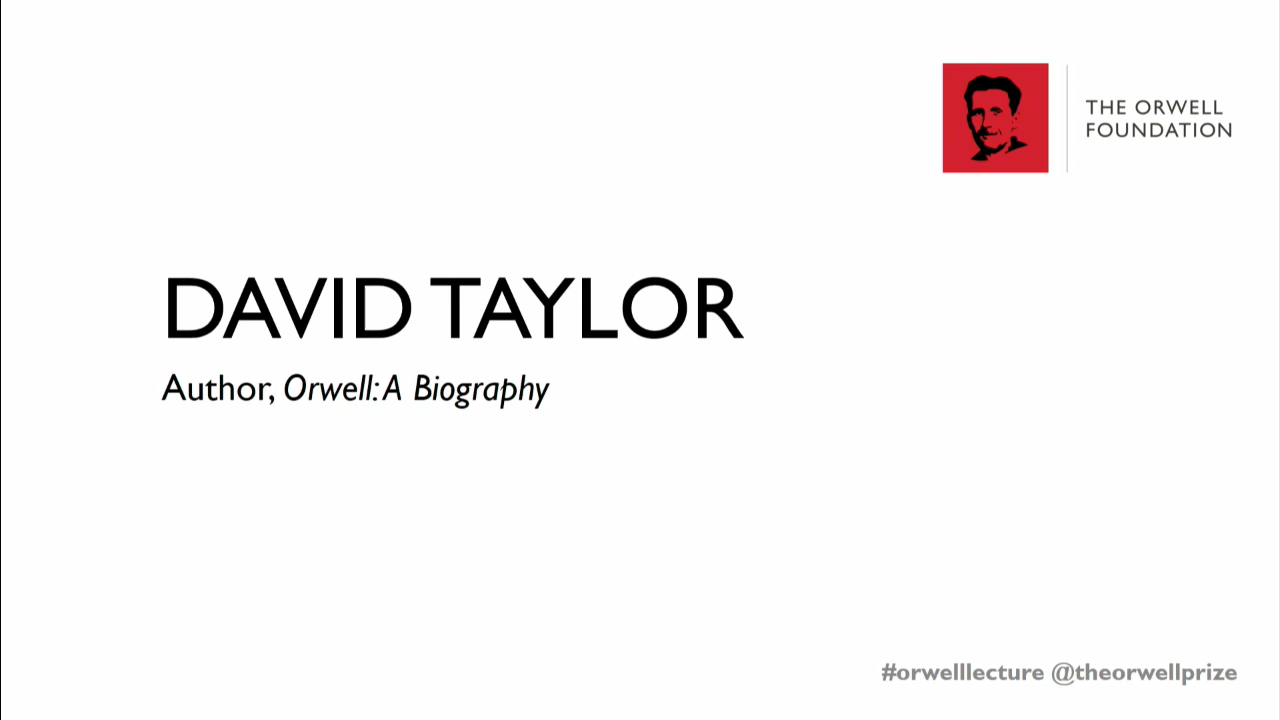 THE ORWELL
FOUNDATION
DAVID TAYLOR
Author, Orwell: A Biography
#orwelllecture @theorwellprize